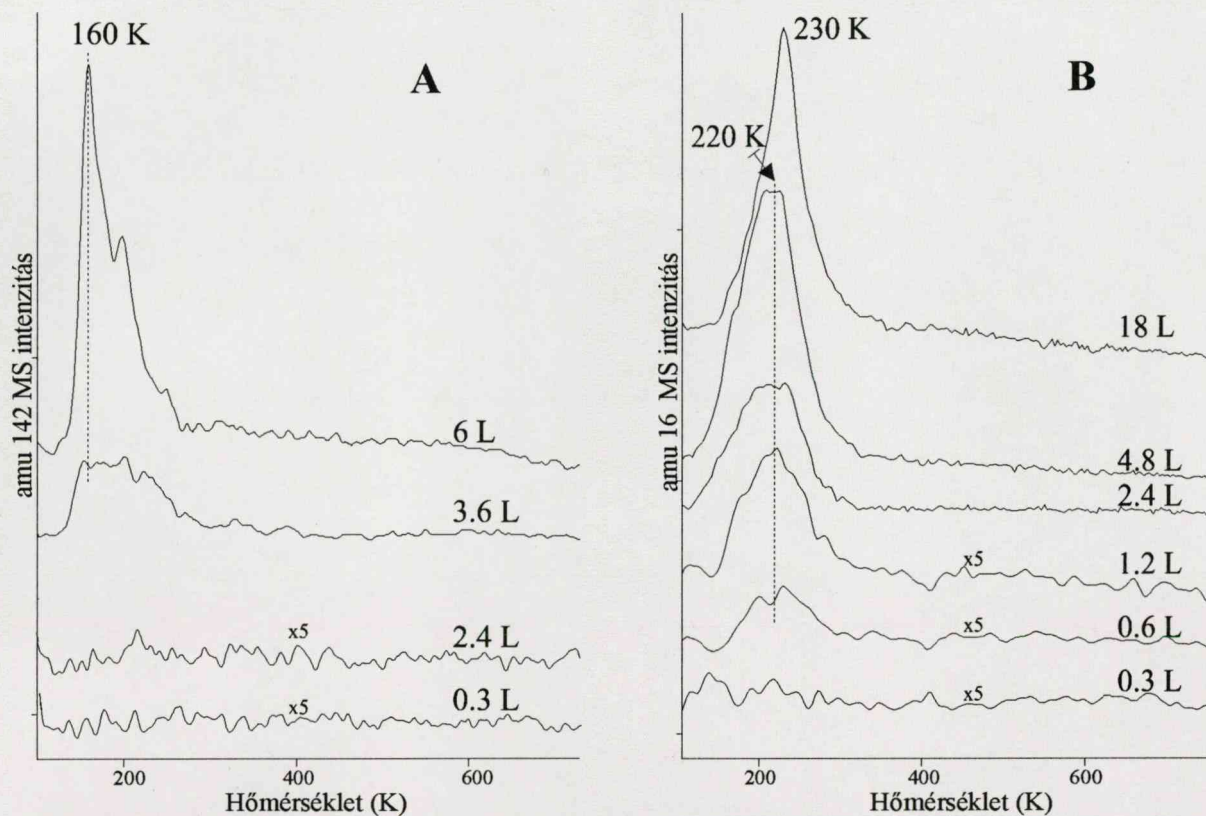 160 K
A
6 L
3.6 L
x5
2.4 L
x5
0.3 L
200
400
600
Hőmérséklet (K)
amu 142 MS intenzitás
230 K
B
220 K
18 L
4.8 L
2.4 L
x5
1.2 L
x5
0.6 L
x5
0.3 L
200
400
600
Hőmérséklet (K)
amu 16 MS intenzitás